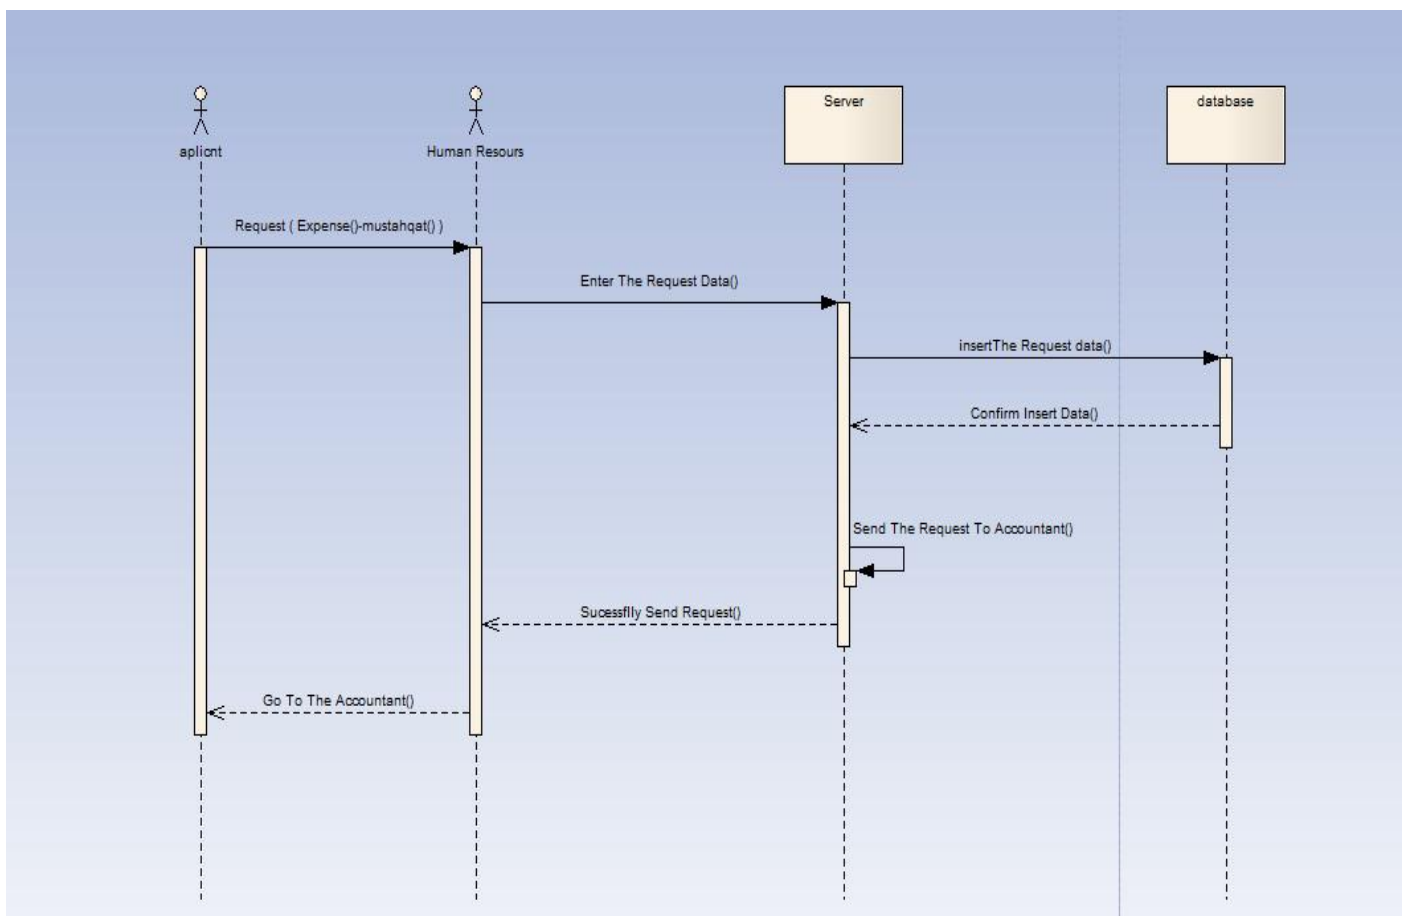 Server
database
aplicnt
Human Resours
Request ( Expense()-mustahqat() )
Enter The Request Data()
insertThe Request data()
Confirm Insert Data()
Send The Request To Accountant()
Sucessflly Send Request()
Go To The Accountant()